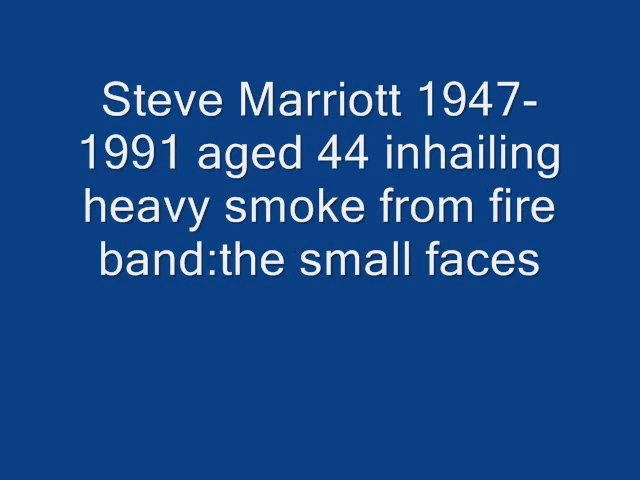 Steve Marriott 1947-
1991 aged 44 inhailing
heavy smoke from fire
band:the small faces